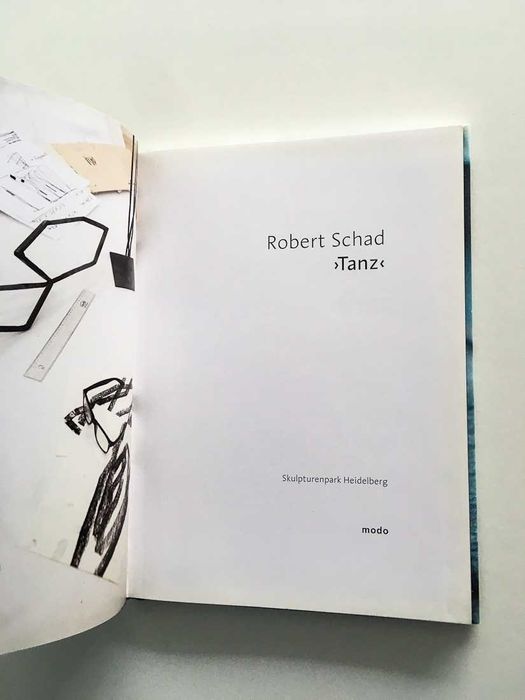 Robert Schad
›Tanz‹
Skulpturenpark Heidelberg
modo